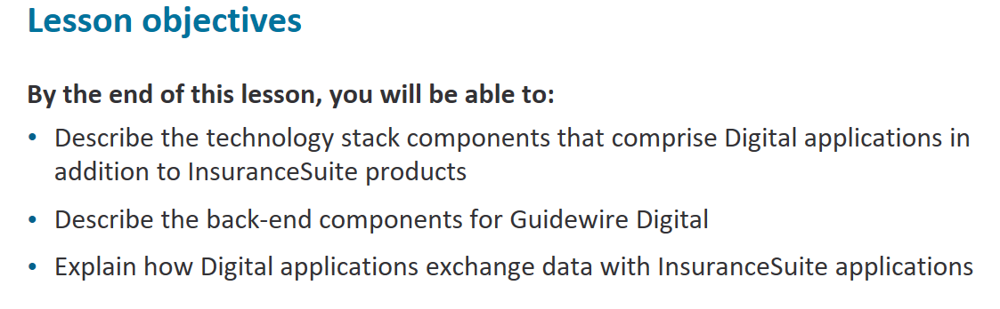 Lesson objectives
By the end of this lesson, you will be able to:
• Describe the technology stack components that comprise Digital applications in
addition to InsuranceSuite products
• Describe the back-end components for Guidewire Digital
• Explain how Digital applications exchange data with InsuranceSuite applications